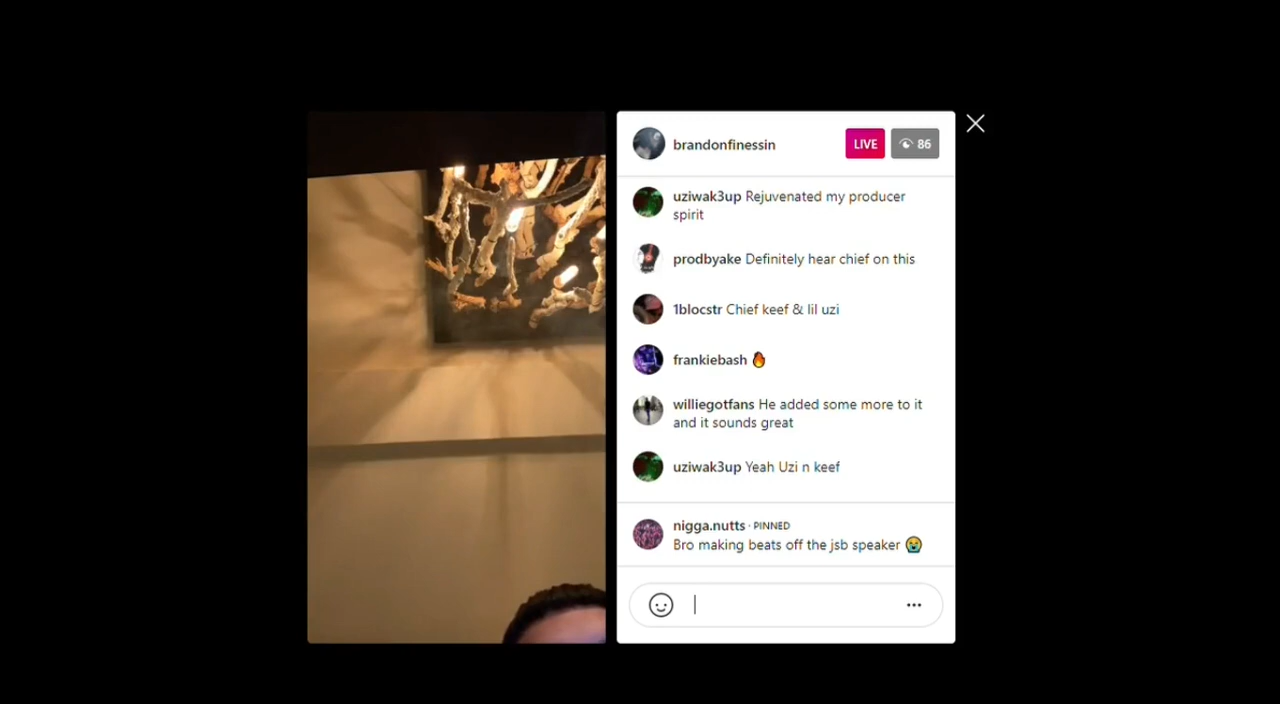 brandonfinessin LIVE 86
uziwak3up Rejuvenated my producer
spirit
prodbyake Definitely hear chief on this
1blocstr Chief keef & lil uzi
frankiebash 🔥
williegotfans He added some more to it
and it sounds great
uziwak3up Yeah Uzi n keef
nigga.nutts · PINNED
Bro making beats off the jsb speaker 😭